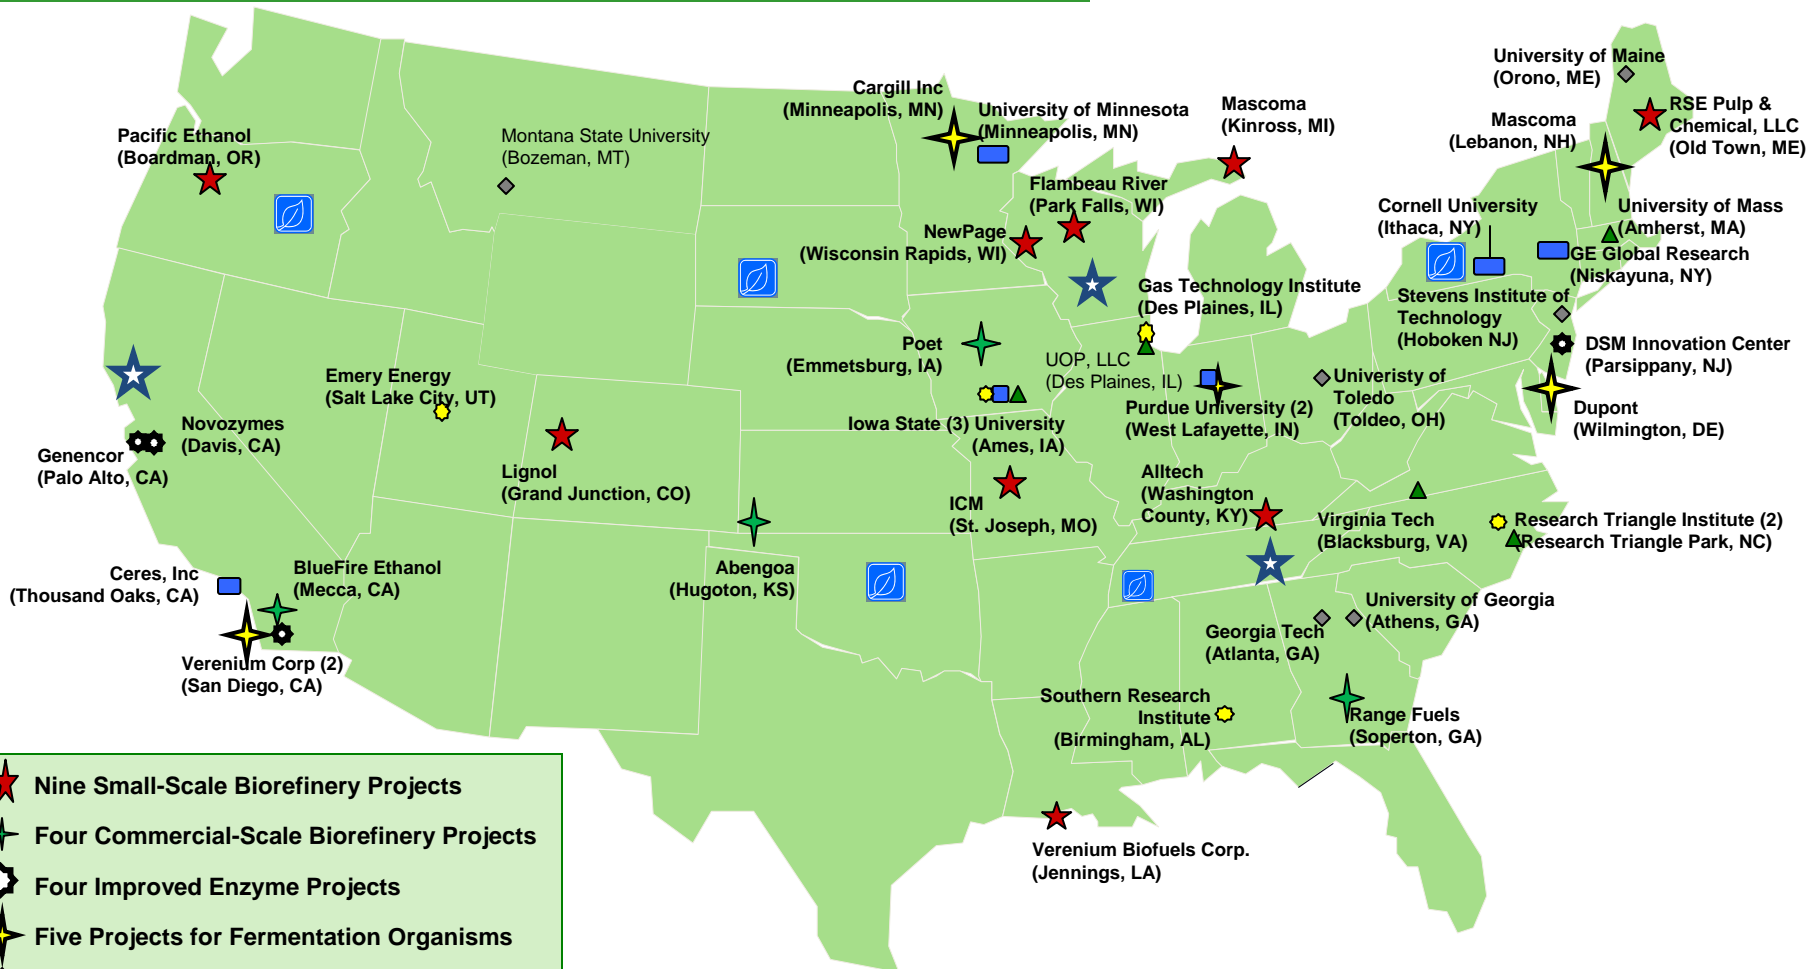 University of Maine
(Orono, ME)
Cargill Inc
(Minneapolis, MN)
University of Minnesota
(Minneapolis, MN)
Mascoma
(Kinross, MI)
RSE Pulp &
Chemical, LLC
(Old Town, ME)
Mascoma
(Lebanon, NH)
Pacific Ethanol
(Boardman, OR)
Montana State University
(Bozeman, MT)
Flambeau River
(Park Falls, WI)
Cornell University
(Ithaca, NY)
University of Mass
(Amherst, MA)
NewPage
(Wisconsin Rapids, WI)
GE Global Research
(Niskayuna, NY)
Gas Technology Institute
(Des Plaines, IL)
Stevens Institute of
Technology
(Hoboken NJ)
Poet
(Emmetsburg, IA)
UOP, LLC
(Des Plaines, IL)
DSM Innovation Center
(Parsippany, NJ)
Emery Energy
(Salt Lake City, UT)
Univeristy of
Toledo
(Toldeo, OH)
Purdue University (2)
(West Lafayette, IN)
Dupont
(Wilmington, DE)
Novozymes
(Davis, CA)
Iowa State (3) University
(Ames, IA)
Genencor
(Palo Alto, CA)
Lignol
(Grand Junction, CO)
Alltech
(Washington
County, KY)
ICM
(St. Joseph, MO)
Virginia Tech
(Blacksburg, VA)
Research Triangle Institute (2)
(Research Triangle Park, NC)
Ceres, Inc
(Thousand Oaks, CA)
BlueFire Ethanol
(Mecca, CA)
Abengoa
(Hugoton, KS)
University of Georgia
(Athens, GA)
Georgia Tech
(Atlanta, GA)
Verenium Corp (2)
(San Diego, CA)
Southern Research
Institute
(Birmingham, AL)
Range Fuels
(Soperton, GA)
Verenium Biofuels Corp.
(Jennings, LA)
Nine Small-Scale Biorefinery Projects
Four Commercial-Scale Biorefinery Projects
Four Improved Enzyme Projects
Five Projects for Fermentation Organisms